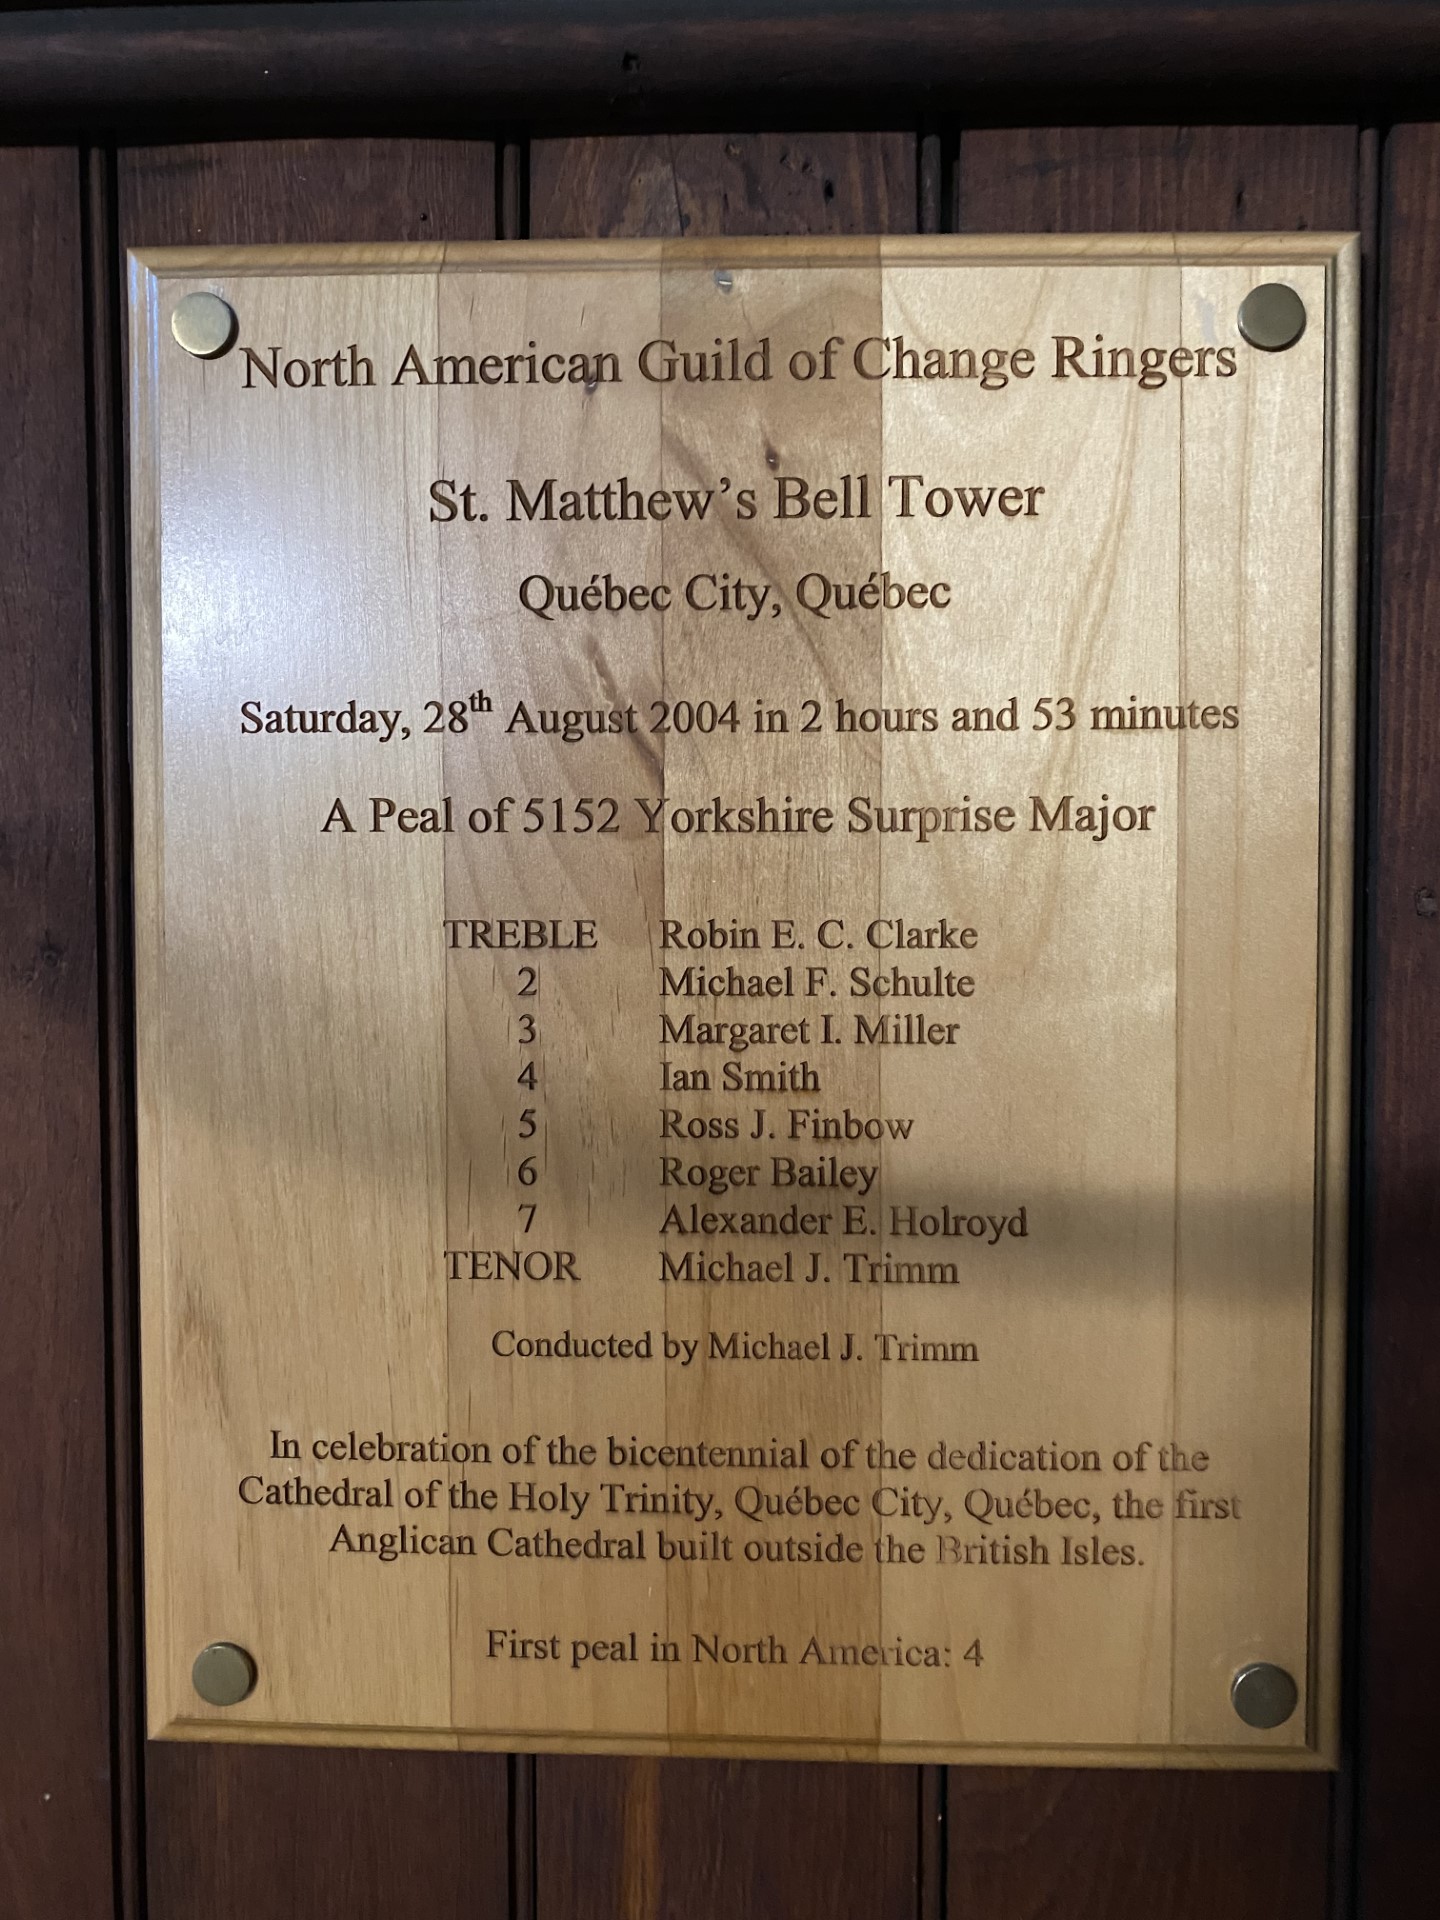 North American Guild of Change Ringers
St. Matthew's Bell Tower
Québec City, Québec
Saturday, 28th August 2004 in 2 hours and 53 minutes
A Peal of 5152 Yorkshire Surprise Major
TREBLE Robin E. C. Clarke
2 Michael F. Schulte
3 Margaret I. Miller
4 Ian Smith
5 Ross J. Finbow
6 Roger Bailey
7 Alexander E. Holroyd
TENOR Michael J. Trimm
Conducted by Michael J. Trimm
In celebration of the bicentennial of the dedication of the
Cathedral of the Holy Trinity, Québec City, Québec, the first
Anglican Cathedral built outside the British Isles.
First peal in North America: 4